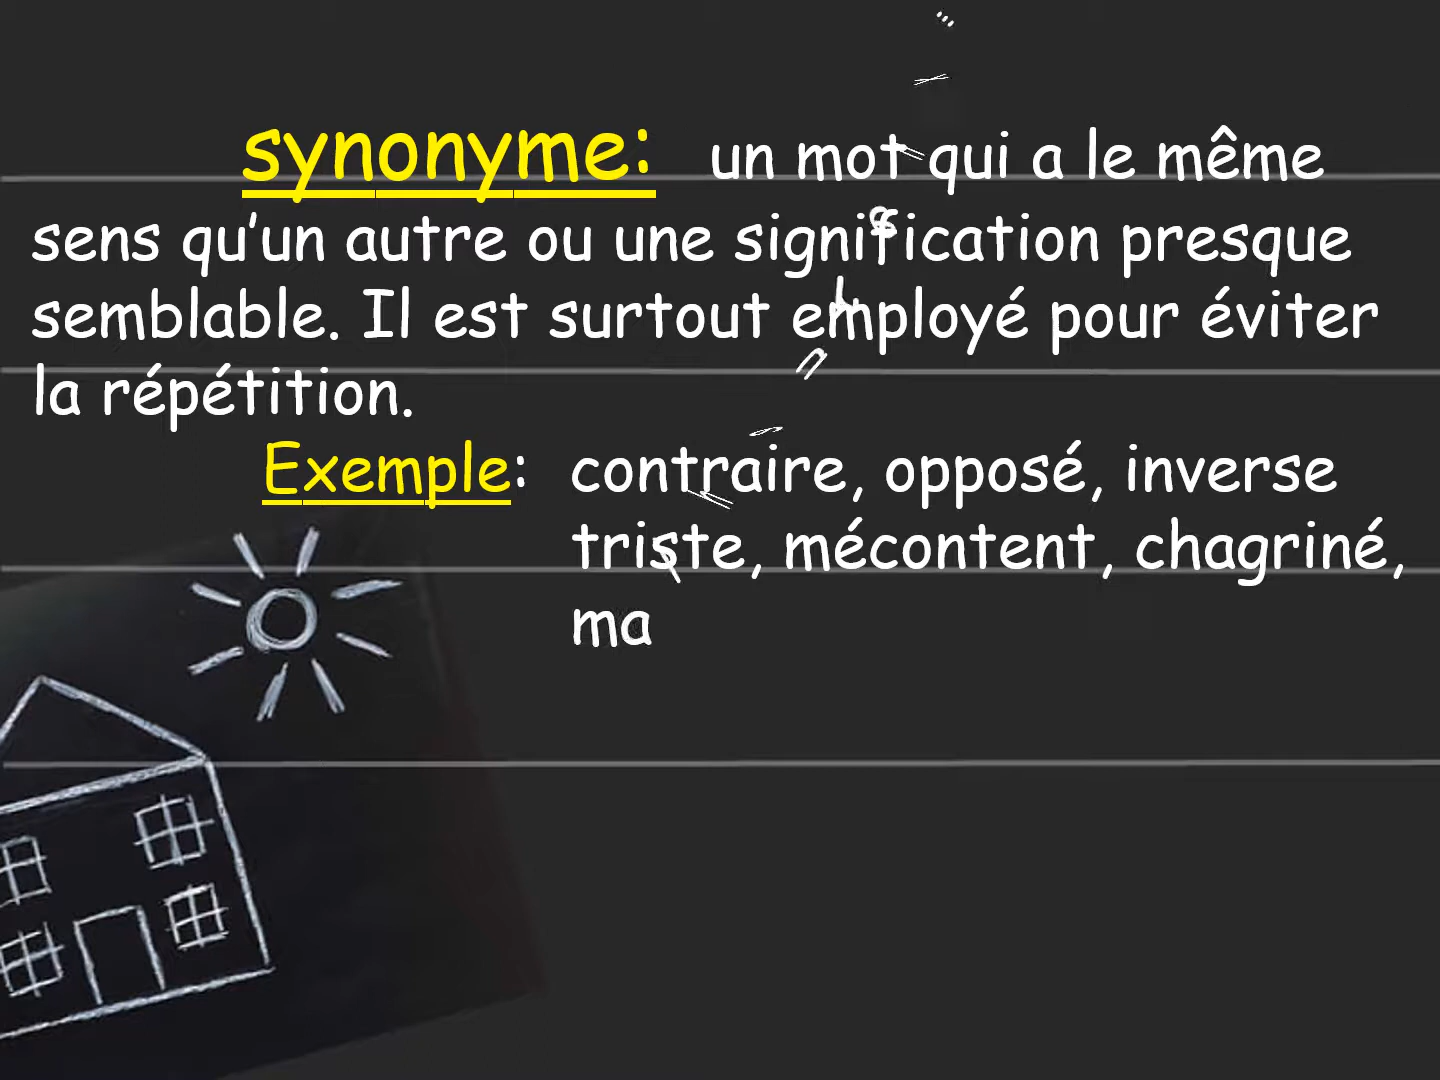 synonyme: un mot qui a le même
sens qu’un autre ou une signification presque
semblable. Il est surtout employé pour éviter
la répétition.
Exemple: contraire, opposé, inverse
triste, mécontent, chagriné,
ma